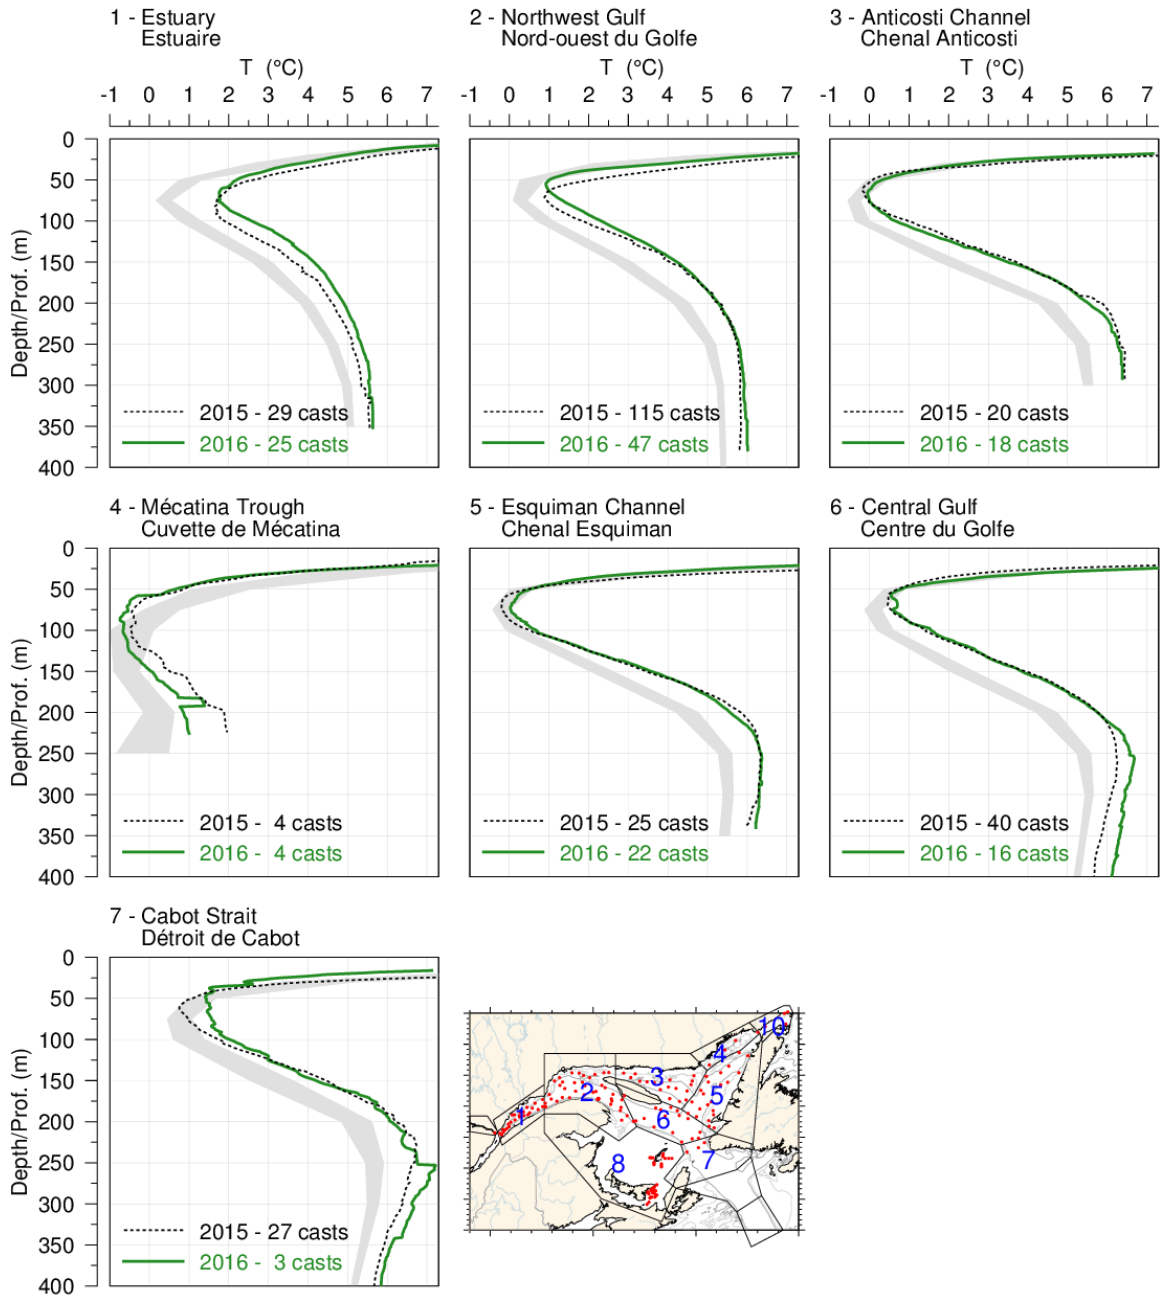 1 - Estuary
Estuaire
T (°C)
-1 0 1 2 3 4 5 6 7
2 - Northwest Gulf
Nord-ouest du Golfe
T (°C)
-1 0 1 2 3 4 5 6 7
3 - Anticosti Channel
Chenal Anticosti
T (°C)
-1 0 1 2 3 4 5 6 7
Depth/Prof. (m)
0
50
100
150
200
250
300
350
400
2015 - 29 casts
2016 - 25 casts
2015 - 115 casts
2016 - 47 casts
2015 - 20 casts
2016 - 18 casts
4 - Mécatina Trough
Cuvette de Mécatina
5 - Esquiman Channel
Chenal Esquiman
6 - Central Gulf
Centre du Golfe
Depth/Prof. (m)
0
50
100
150
200
250
300
350
400
2015 - 4 casts
2016 - 4 casts
2015 - 25 casts
2016 - 22 casts
2015 - 40 casts
2016 - 16 casts
7 - Cabot Strait
Détroit de Cabot
Depth/Prof. (m)
0
50
100
150
200
250
300
350
400
2015 - 27 casts
2016 - 3 casts
10
4
3
2
5
1
6
8
7